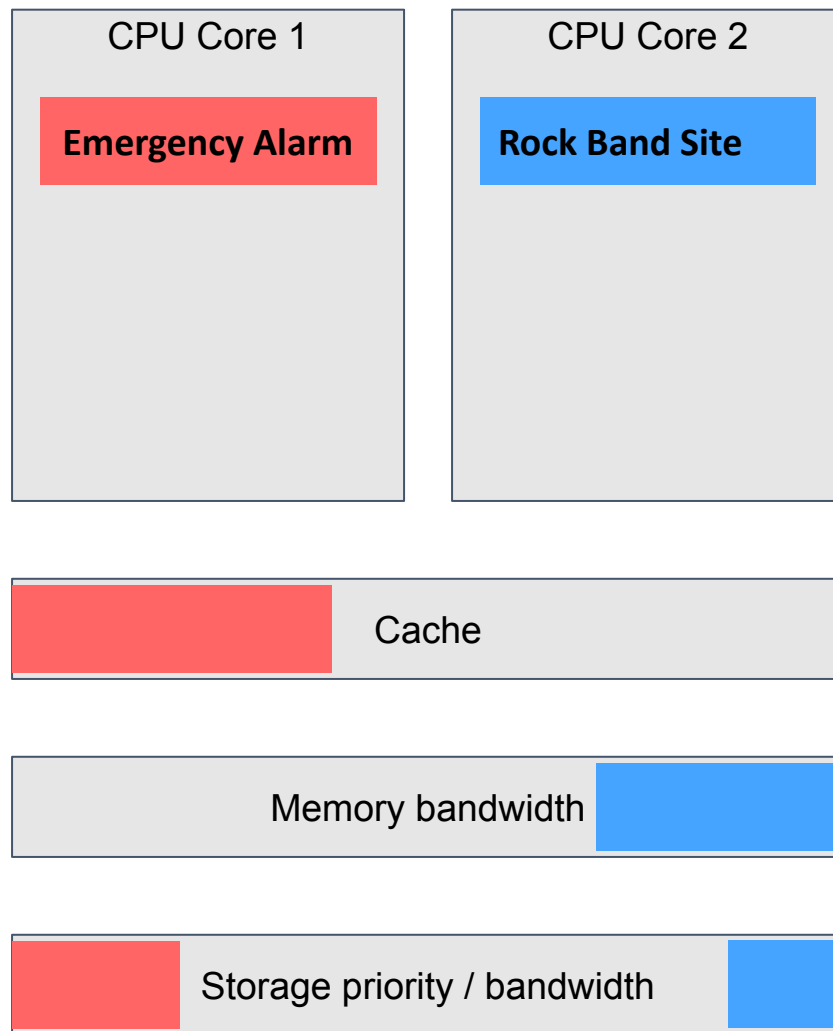 CPU Core 1
CPU Core 2
Emergency Alarm
Rock Band Site
Cache
Memory bandwidth
Storage priority / bandwidth